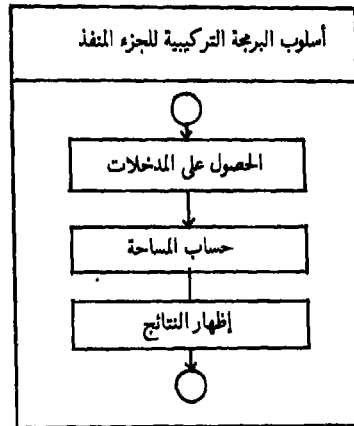 أسلوب البرمجة التركيبية للجزء المنفذ
الحصول على المدخلات
حساب المساحة
إظهار النتائج